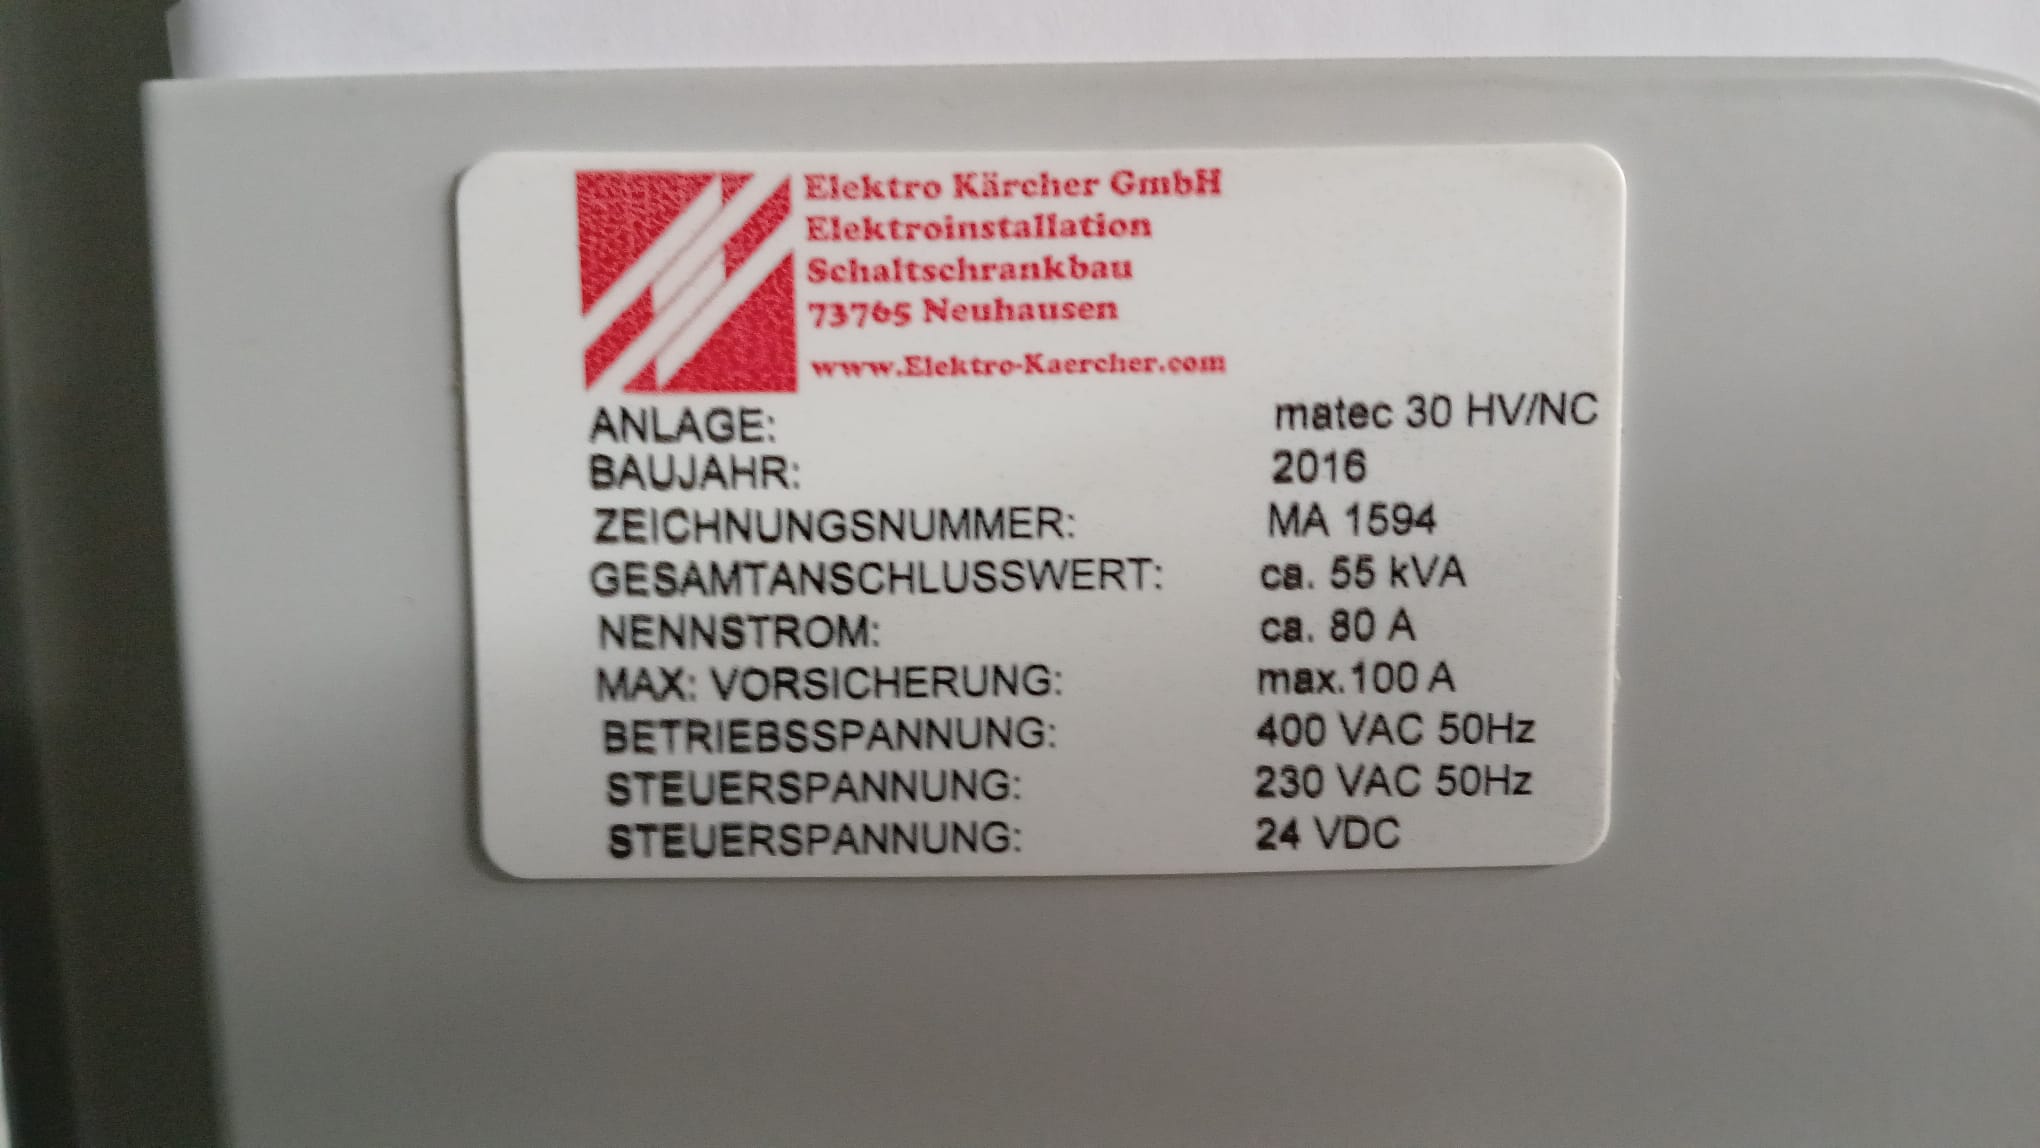 Elektro Kärcher GmbH
Elektroinstallation
Schaltschrankbau
73765 Neuhausen
www.Elektro-Kaercher.com
ANLAGE: matec 30 HV/NC
BAUJAHR: 2016
ZEICHNUNGSNUMMER: MA 1594
GESAMTANSCHLUSSWERT: ca. 55 kVA
NENNSTROM: ca. 80 A
MAX: VORSICHERUNG: max.100 A
BETRIEBSSPANNUNG: 400 VAC 50Hz
STEUERSPANNUNG: 230 VAC 50Hz
STEUERSPANNUNG: 24 VDC